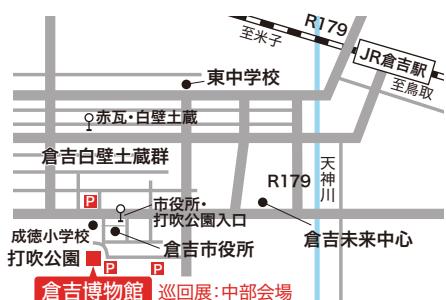 R179
至米子
JR倉吉駅
至鳥取
東中学校
赤瓦・白壁土蔵
倉吉白壁土蔵群
R179
天神川
P
市役所・
打吹公園入口
倉吉未来中心
成徳小学校
倉吉市役所
打吹公園
P
P
倉吉博物館 巡回展:中部会場